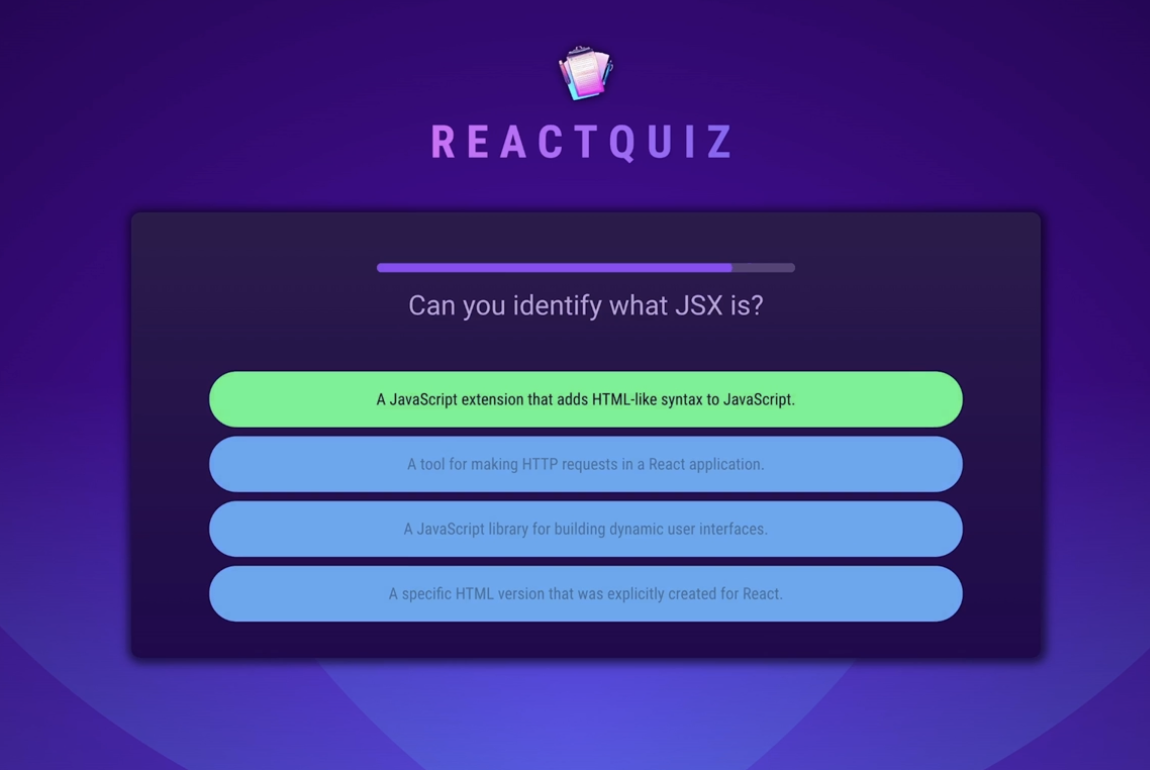 REACTQUIZ
Can you identify what JSX is?
A JavaScript extension that adds HTML-like syntax to JavaScript.
A tool for making HTTP requests in a React application.
A JavaScript library for building dynamic user interfaces.
A specific HTML version that was explicitly created for React.